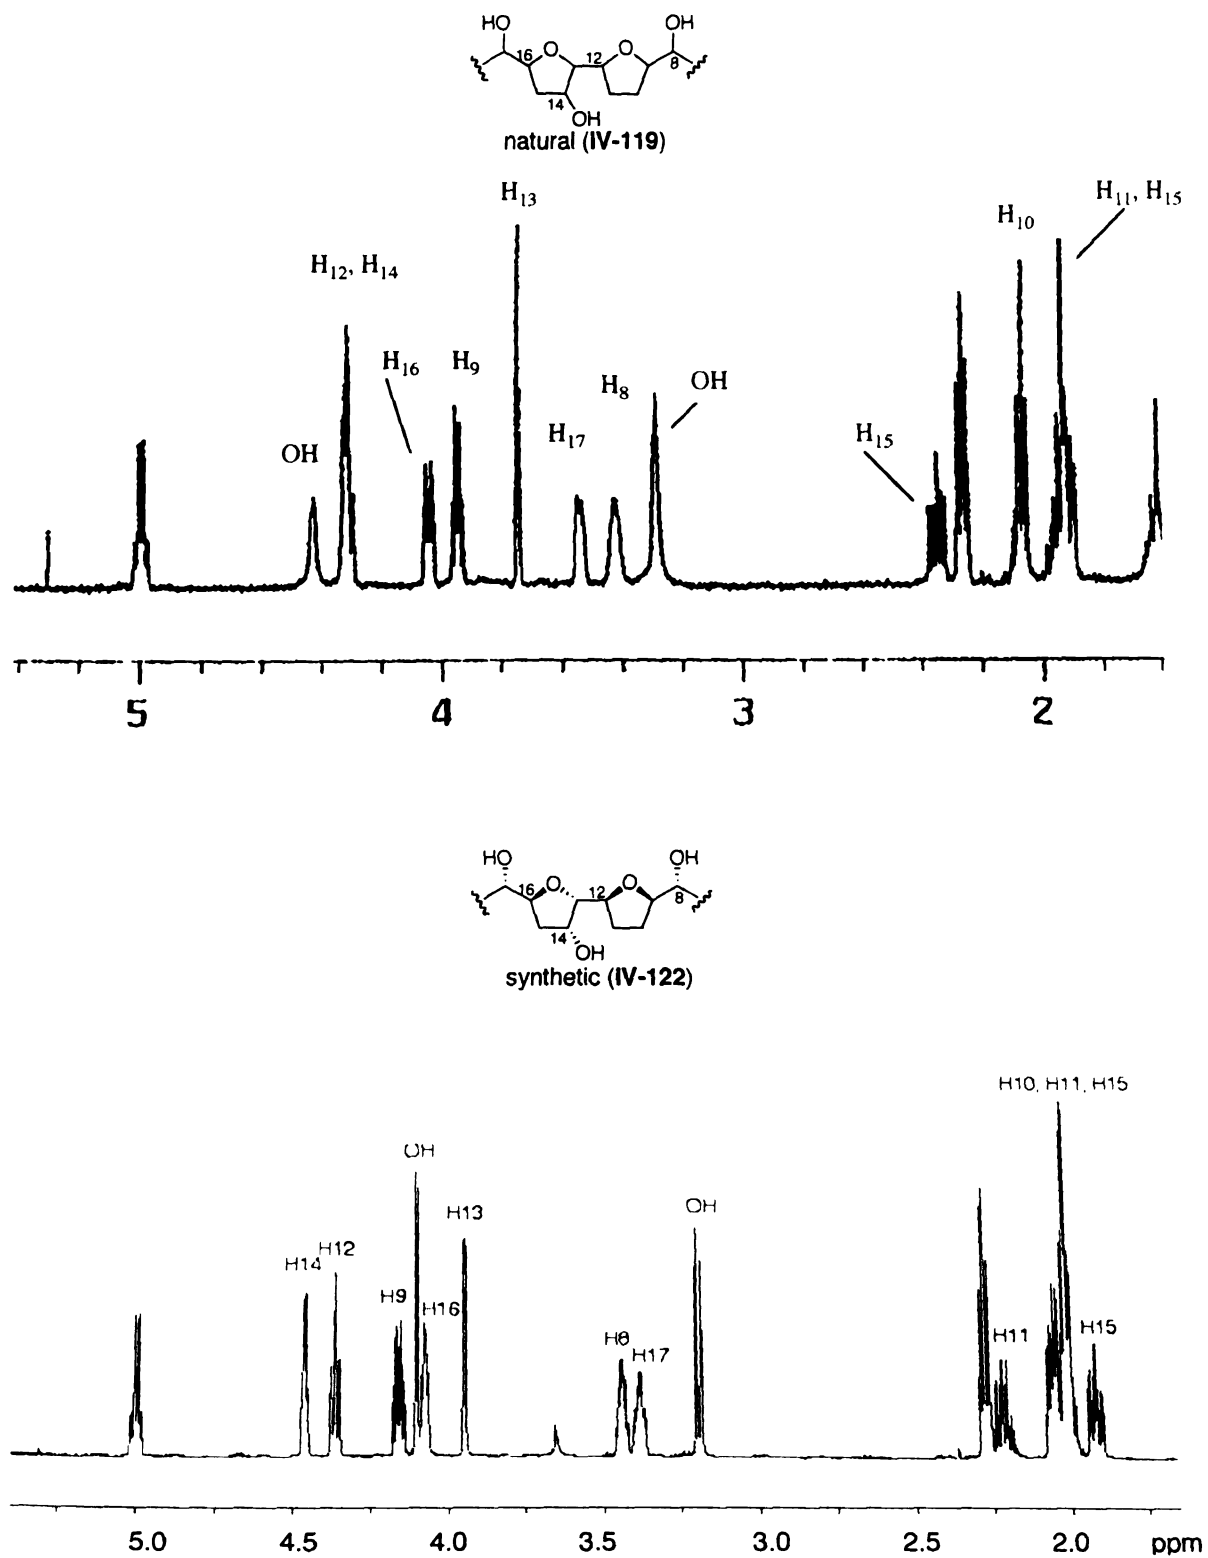 HO OH
16 O 12 O 8
14
OH
natural (IV-119)
H13
H11, H15
H10
H12, H14
H16 H9
H8 OH
H17 H15
OH
5 4 3 2
HO OH
16 O 12 O 8
14
OH
synthetic (IV-122)
H10, H11, H15
OH
H13 OH
H14 H12
H9 H16
H8 H17 H11 H15
5.0 4.5 4.0 3.5 3.0 2.5 2.0 ppm